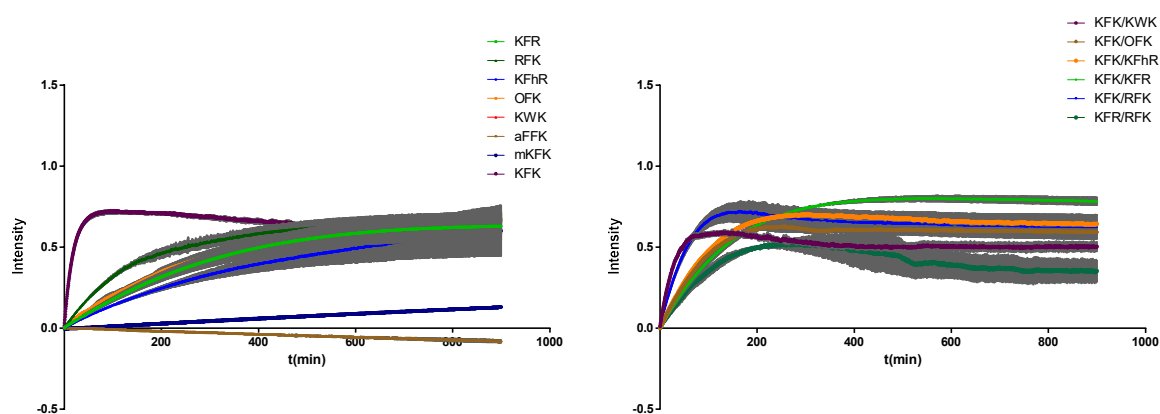 KFR
RFK
KFhR
OFK
KWK
aFFK
mKFK
KFK
1.5
1.0
0.5
0.0
-0.5
200
400
600
800
1000
Intensity
t(min)
KFK/KWK
KFK/OFK
KFK/KFhR
KFK/KFR
KFK/RFK
KFR/RFK
1.5
1.0
0.5
0.0
-0.5
200
400
600
800
1000
Intensity
t(min)